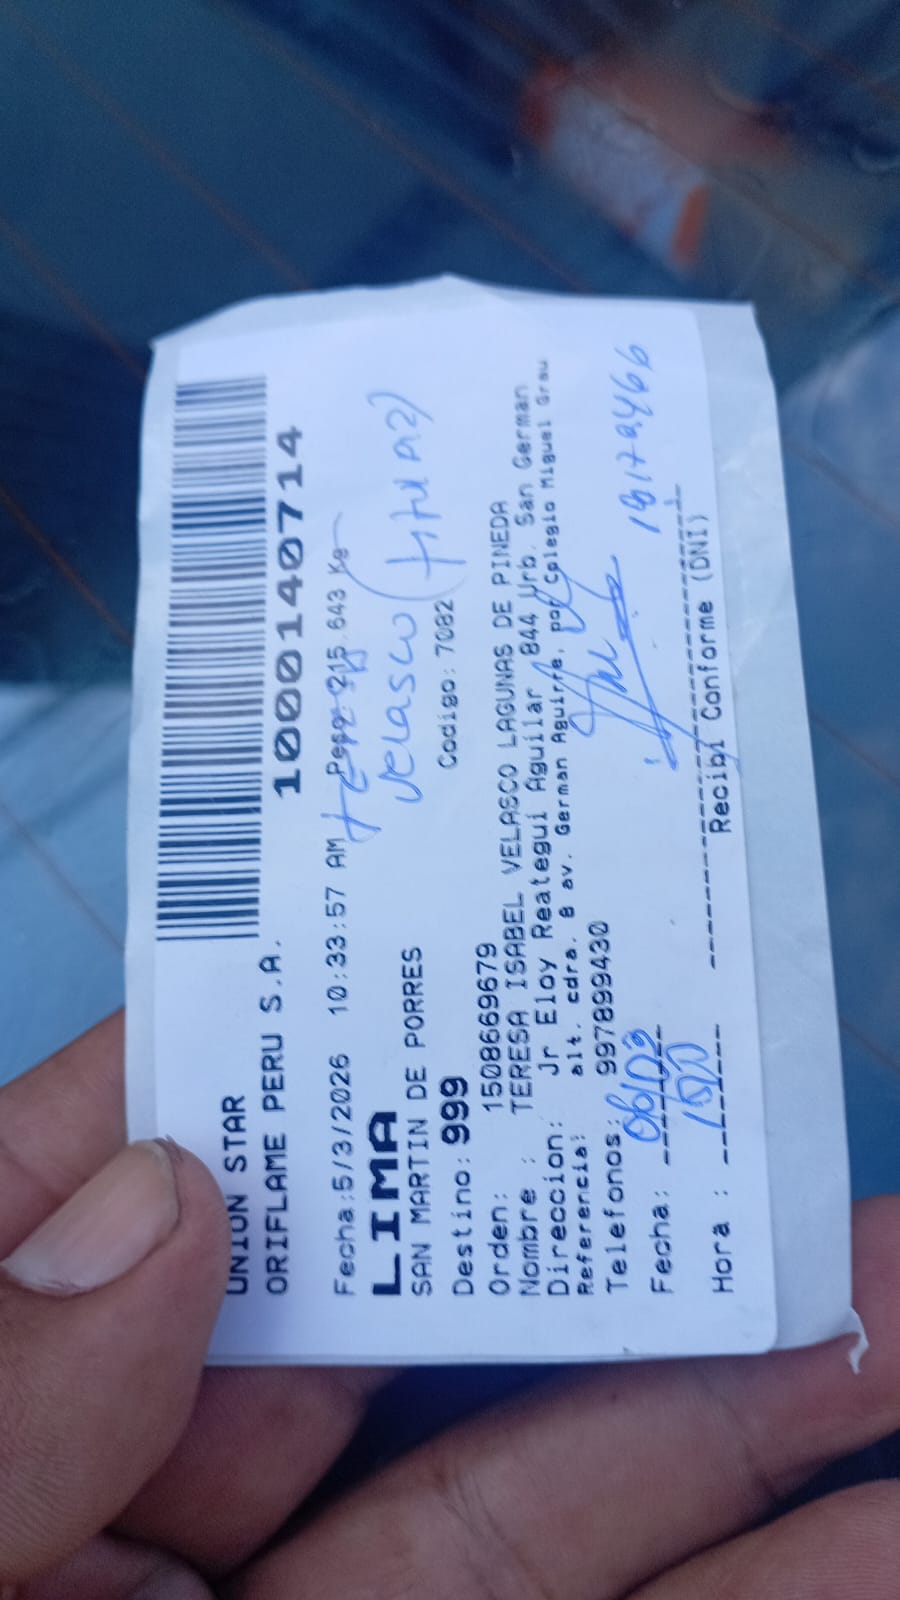 UNION STAR
ORIFLAME PERU S.A.
1000140714
Fecha:5/3/2026 10:33:57 AM Peso: 215.643 Kg
LIMA
velasco (titular)
SAN MARTIN DE PORRES
Destino: 999 Codigo: 7082
Orden: 1508669679
Nombre : TERESA ISABEL VELASCO LAGUNAS DE PINEDA
Direccion: Jr Eloy Reategui Aguilar 844 Urb. San German
Referencia: alt. cdra. 8 av. German Aguirre, por Colegio Miguel Grau
Telefonos: 997899430
Fecha: 06/03
Hora :
Recibi Conforme (DNI)